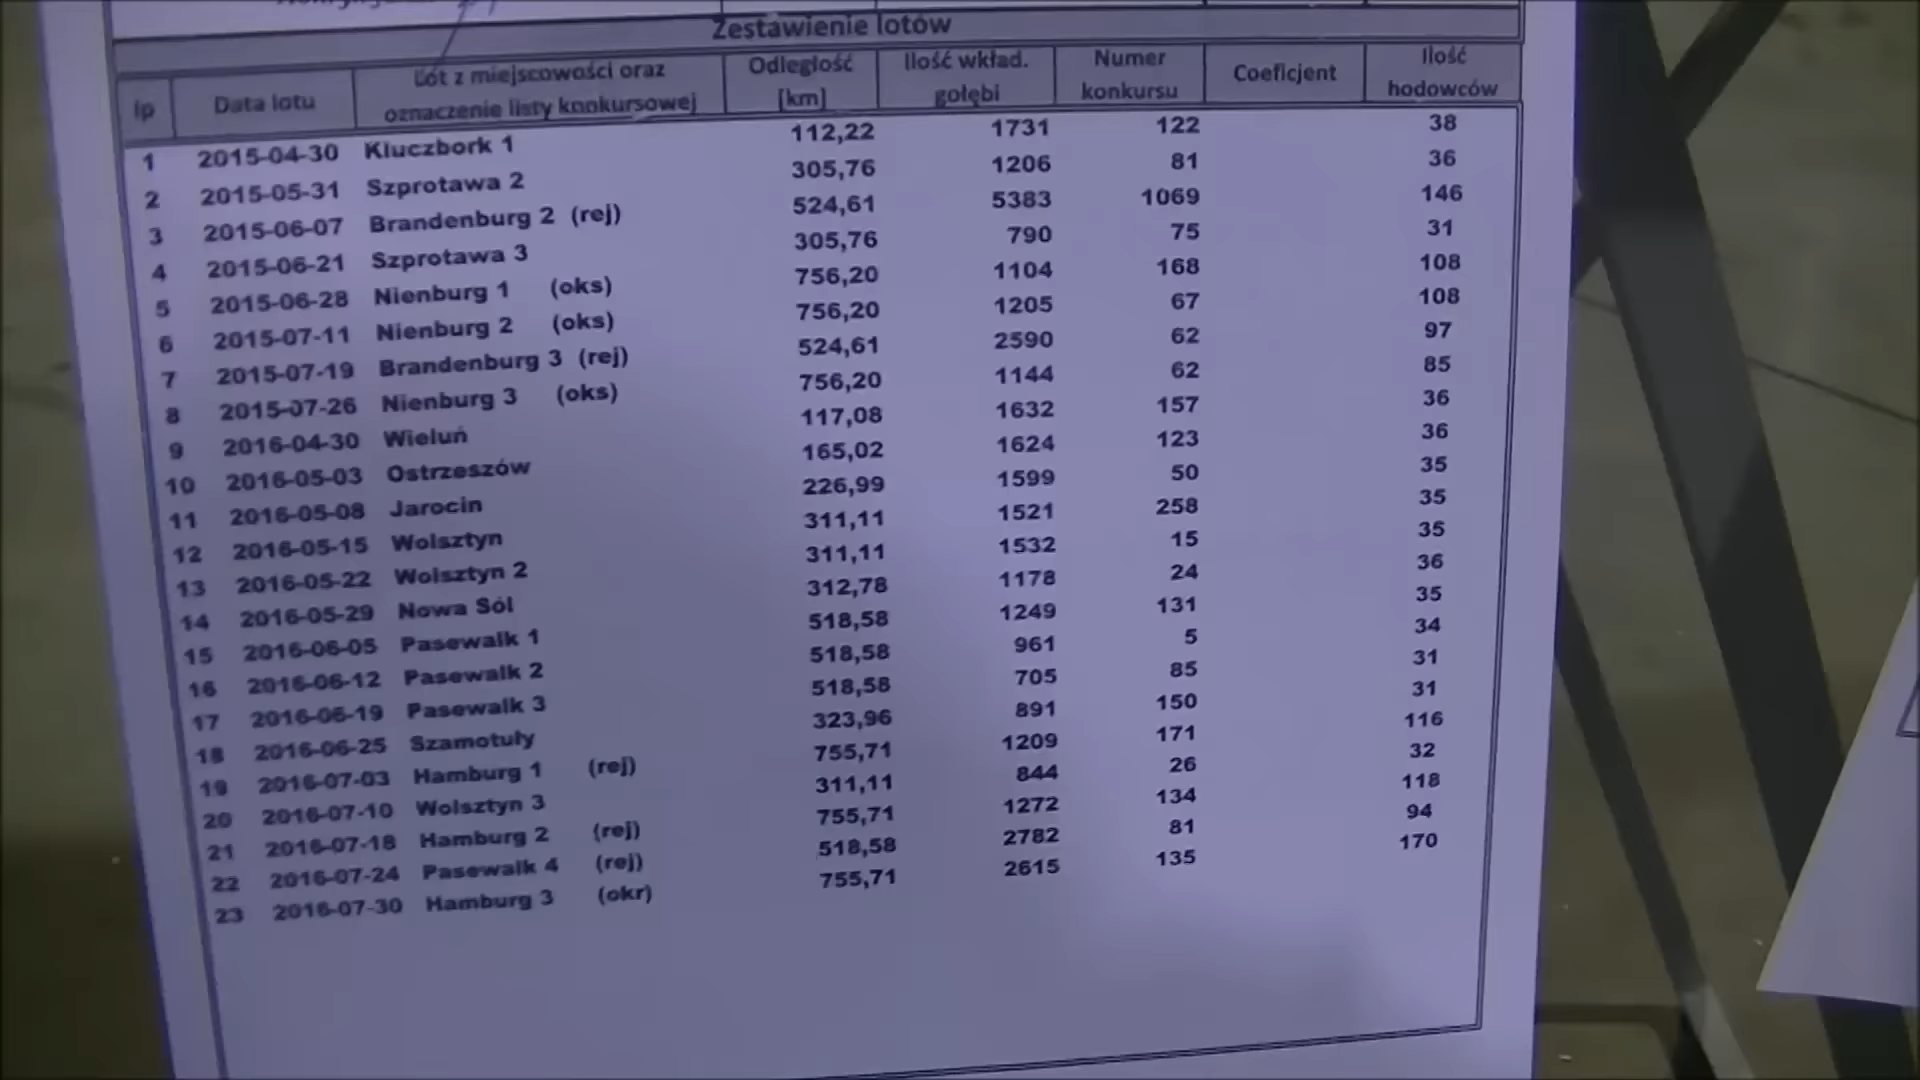 Zestawienie lotów
lp Data lotu Lot z miejscowości oraz oznaczenie listy konkursowej Odległość [km] Ilość wkład. gołębi Numer konkursu Coeficjent Ilość hodowców
1 2015-04-30 Kluczbork 1 112,22 1731 122 38
2 2015-05-31 Szprotawa 2 305,76 1206 81 36
3 2015-06-07 Brandenburg 2 (rej) 524,61 5383 1069 146
4 2015-06-21 Szprotawa 3 305,76 790 75 31
5 2015-06-28 Nienburg 1 (oks) 756,20 1104 168 108
6 2015-07-11 Nienburg 2 (oks) 756,20 1205 67 108
7 2015-07-19 Brandenburg 3 (rej) 524,61 2590 62 97
8 2015-07-26 Nienburg 3 (oks) 756,20 1144 62 85
9 2016-04-30 Wieluń 117,08 1632 157 36
10 2016-05-03 Ostrzeszów 165,02 1624 123 36
11 2016-05-08 Jarocin 226,99 1599 50 35
12 2016-05-15 Wolsztyn 311,11 1521 258 35
13 2016-05-22 Wolsztyn 2 311,11 1532 15 35
14 2016-05-29 Nowa Sól 312,78 1178 24 36
15 2016-06-05 Pasewalk 1 518,58 1249 131 35
16 2016-06-12 Pasewalk 2 518,58 961 5 34
17 2016-06-19 Pasewalk 3 518,58 705 85 31
18 2016-06-25 Szamotuły 323,96 891 150 31
19 2016-07-03 Hamburg 1 (rej) 755,71 1209 171 116
20 2016-07-10 Wolsztyn 3 311,11 844 26 32
21 2016-07-18 Hamburg 2 (rej) 755,71 1272 134 118
22 2016-07-24 Pasewalk 4 (rej) 518,58 2782 81 94
23 2016-07-30 Hamburg 3 (okr) 755,71 2615 135 170